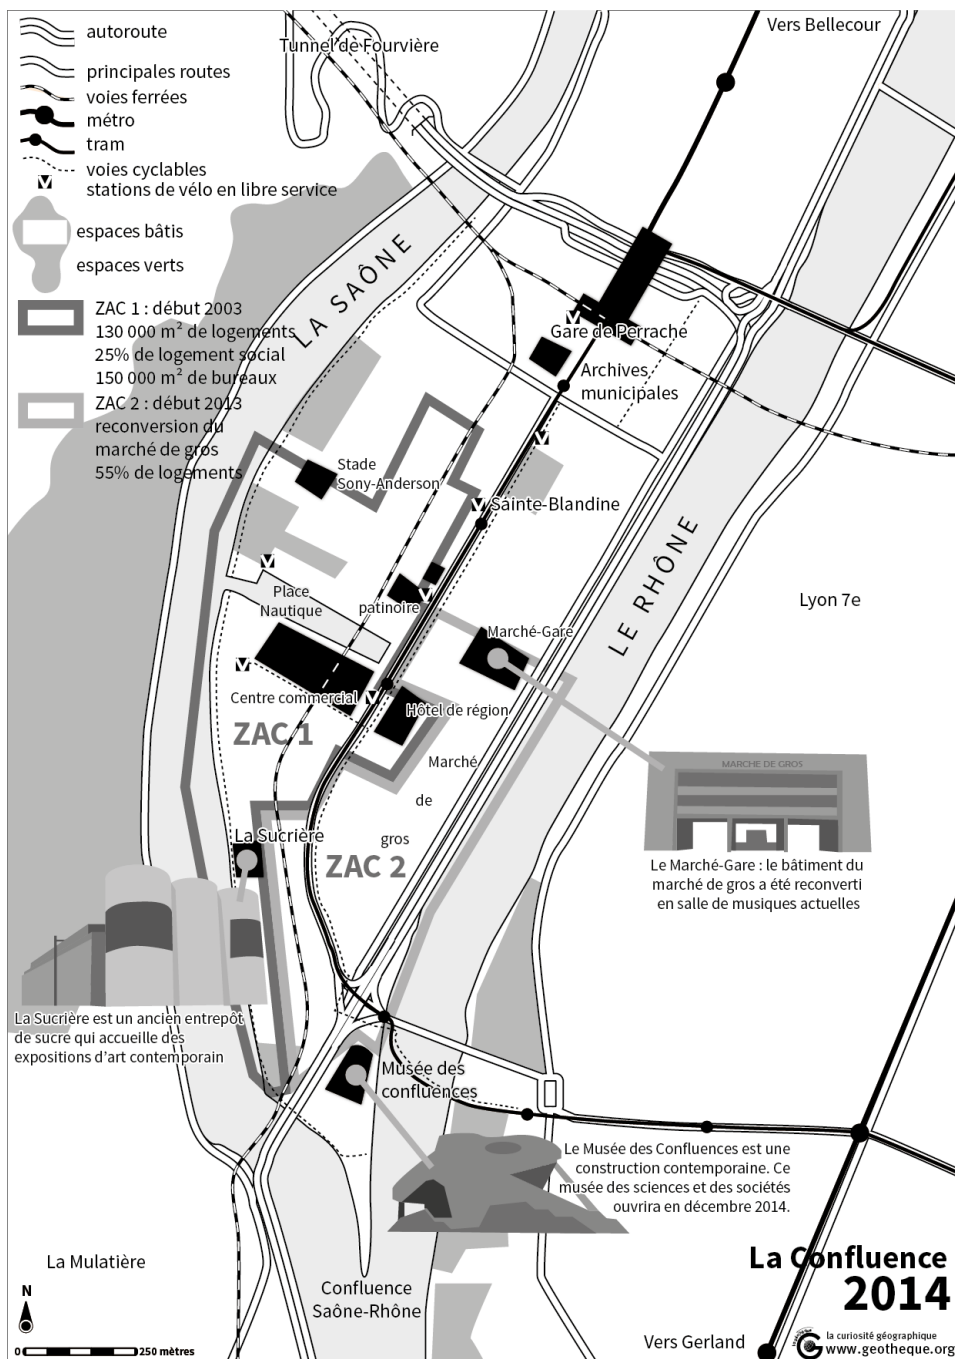 autoroute
principales routes
voies ferrées
métro
tram
voies cyclables
stations de vélo en libre service
espaces bâtis
espaces verts
ZAC 1 : début 2003
130 000 m² de logements
25% de logement social
150 000 m² de bureaux
ZAC 2 : début 2013
reconversion du
marché de gros
55% de logements
Tunnel de Fourvière
Vers Bellecour
LA SAÔNE
Gare de Perrache
Archives
municipales
Stade
Sony-Anderson
Sainte-Blandine
LE RHÔNE
Lyon 7e
Place
Nautique
patinoire
Marché-Gare
Centre commercial
Hôtel de région
ZAC 1
Marché
de
gros
ZAC 2
La Sucrière
MARCHE DE GROS
Le Marché-Gare : le bâtiment du
marché de gros a été reconverti
en salle de musiques actuelles
La Sucrière est un ancien entrepôt
de sucre qui accueille des
expositions d'art contemporain
Musée des
confluences
Le Musée des Confluences est une
construction contemporaine. Ce
musée des sciences et des sociétés
ouvrira en décembre 2014.
La Mulatière
Confluence
Saône-Rhône
La Confluence
2014
Vers Gerland
N
0
250 mètres
la curiosité géographique
www.geotheque.org